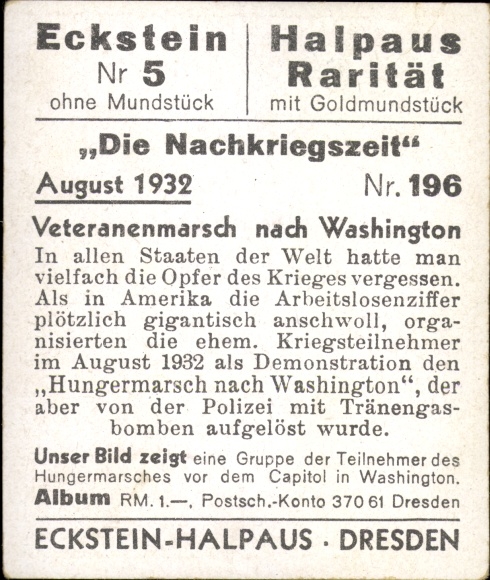 Eckstein
Nr 5
ohne Mundstück
Halpaus
Rarität
mit Goldmundstück
„Die Nachkriegszeit“
August 1932 Nr. 196
Veteranenmarsch nach Washington
In allen Staaten der Welt hatte man
vielfach die Opfer des Krieges vergessen.
Als in Amerika die Arbeitslosenziffer
plötzlich gigantisch anschwoll, orga-
nisierten die ehem. Kriegsteilnehmer
im August 1932 als Demonstration den
„Hungermarsch nach Washington“, der
aber von der Polizei mit Tränengas-
bomben aufgelöst wurde.
Unser Bild zeigt eine Gruppe der Teilnehmer des
Hungermarsches vor dem Capitol in Washington.
Album RM. 1.—, Postsch.-Konto 370 61 Dresden
ECKSTEIN-HALPAUS · DRESDEN